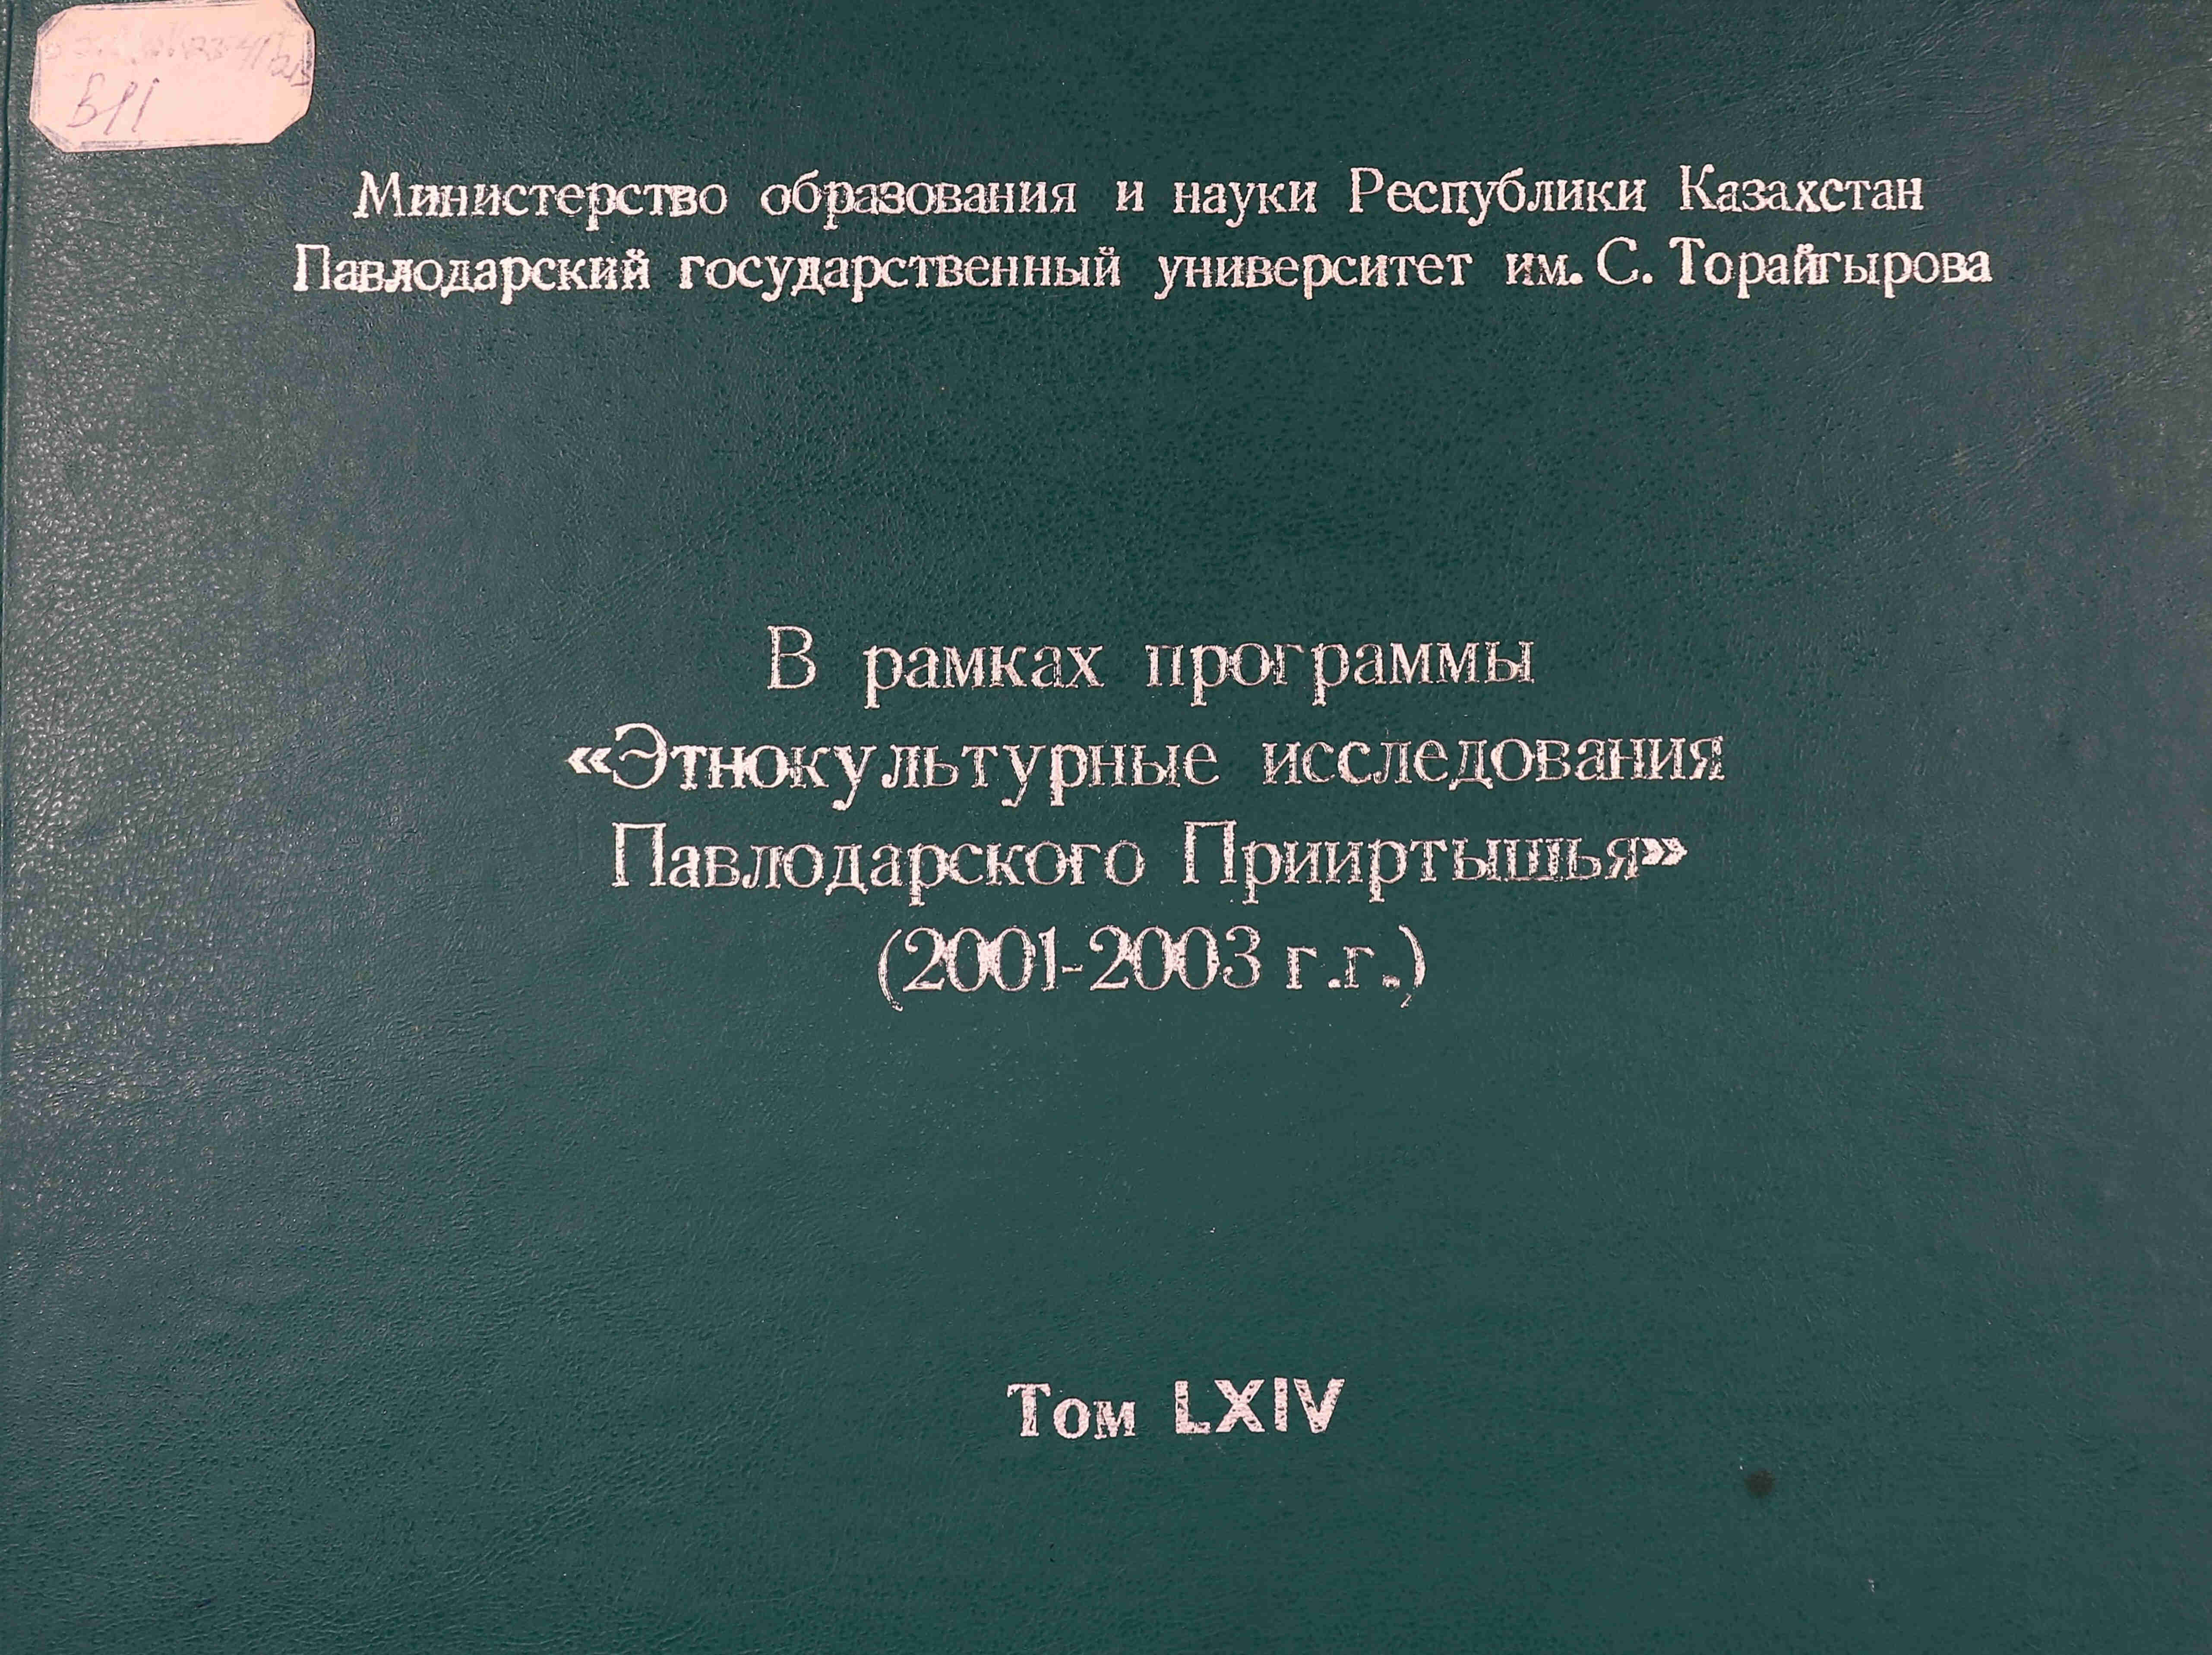 В11
Министерство образования и науки Республики Казахстан
Павлодарский государственный университет им. С. Торайгырова
В рамках программы
«Этнокультурные исследования
Павлодарского Прииртышья»
(2001-2003 г.г.)
Том LXIV